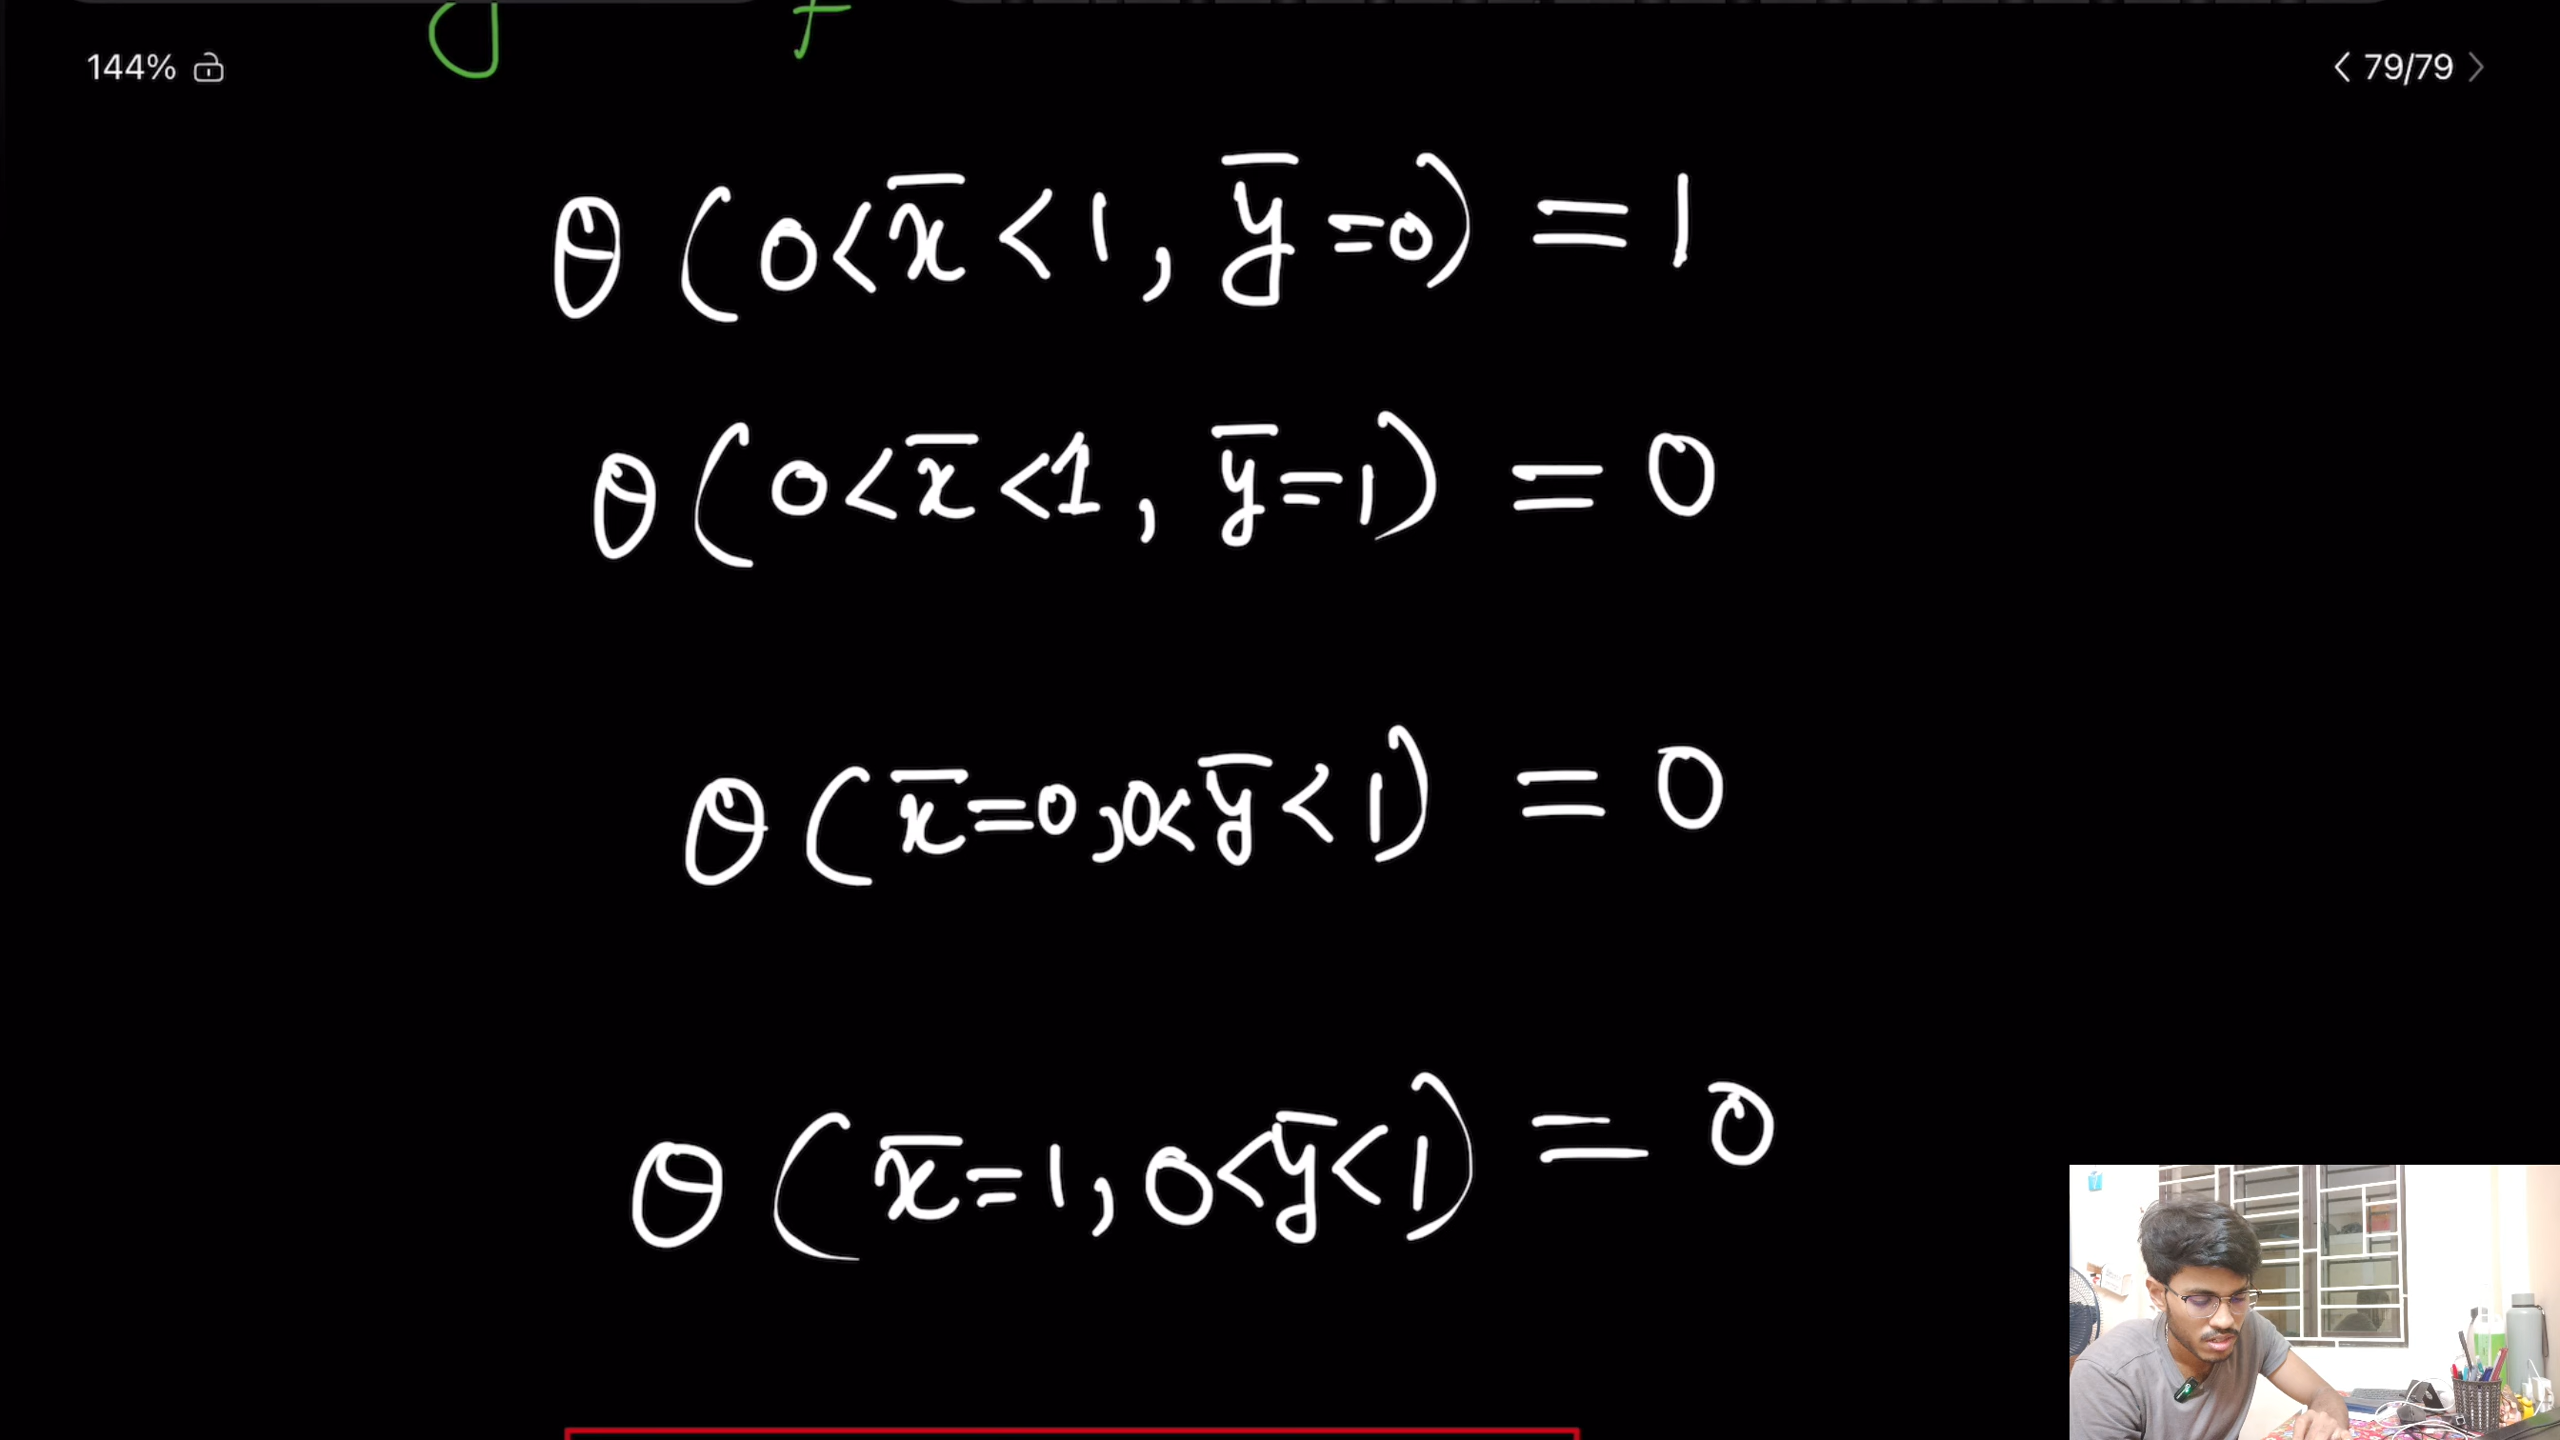 144% < 79/79 >
θ (0<x̅<1, y̅=0) = 1
θ (0<x̅<1, y̅=1) = 0
θ (x̅=0, 0<y̅<1) = 0
θ (x̅=1, 0<y̅<1) = 0